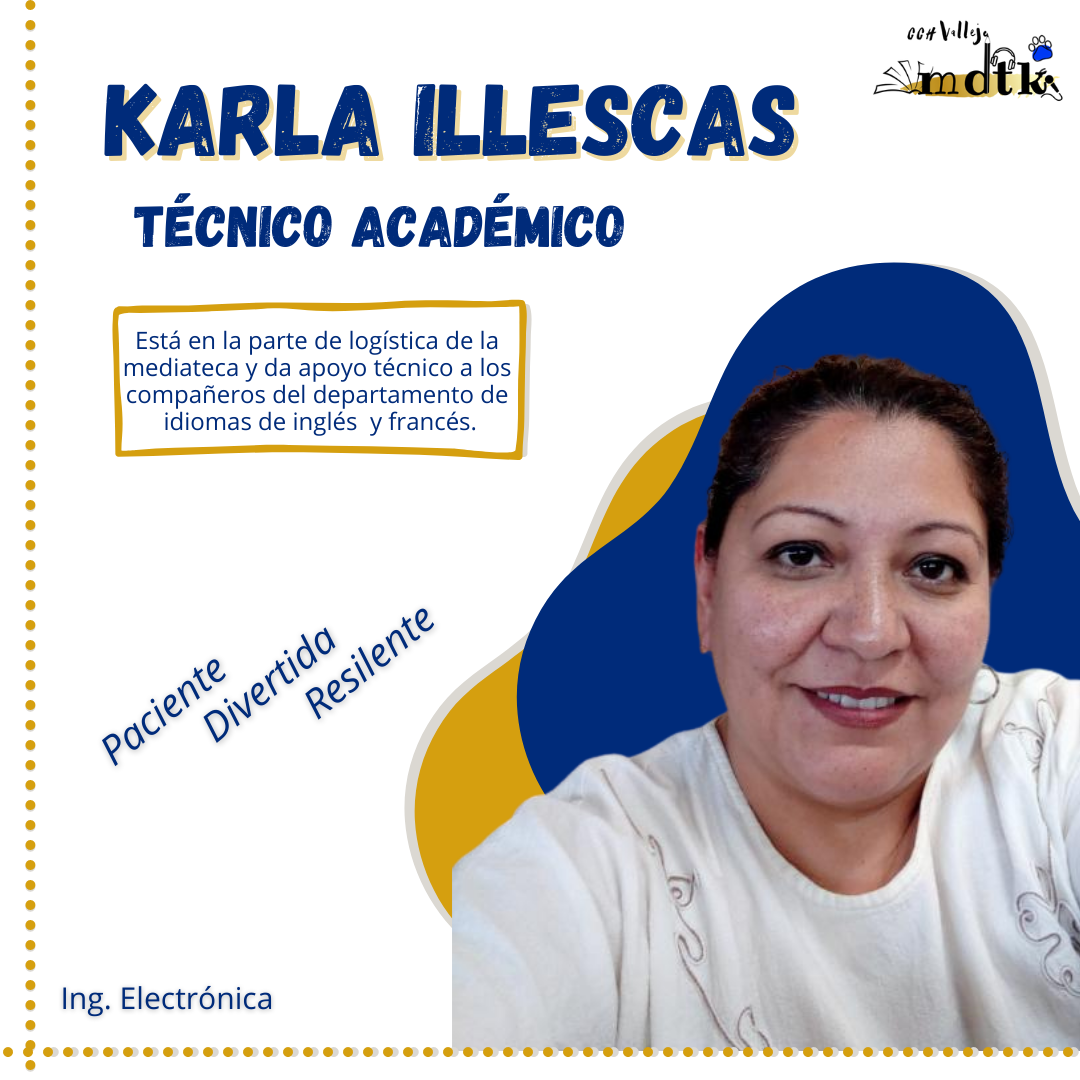 CCH Vallejo
mdtk
KARLA ILLESCAS
TÉCNICO ACADÉMICO
Está en la parte de logística de la
mediateca y da apoyo técnico a los
compañeros del departamento de
idiomas de inglés y francés.
Paciente
Divertida
Resilente
Ing. Electrónica